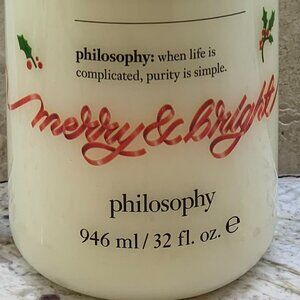 philosophy: when life is
complicated, purity is simple.
merry & bright
philosophy
946 ml / 32 fl. oz. ℮